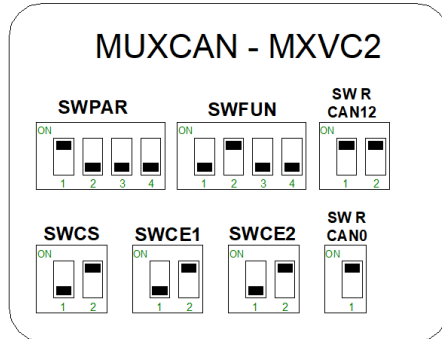 MUXCAN - MXVC2
SWPAR
SWFUN
SW R
CAN12
ON
1 2 3 4
ON
1 2 3 4
ON
1 2
SWCS
SWCE1
SWCE2
SW R
CAN0
ON
1 2
ON
1 2
ON
1 2
ON
1